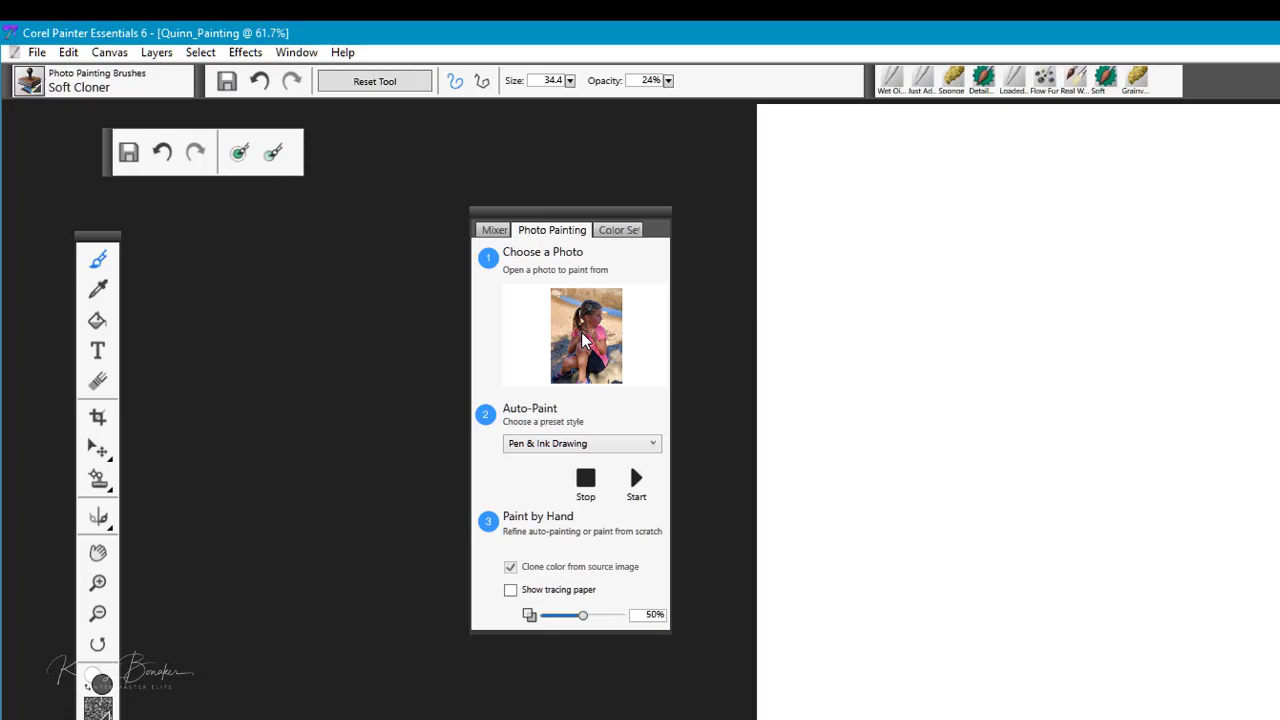 Corel Painter Essentials 6 - [Quinn_Painting @ 61.7%]
File Edit Canvas Layers Select Effects Window Help
Photo Painting Brushes
Soft Cloner
Reset Tool
Size: 34.4
Opacity: 24%
Wet Oi... Just Ad... Sponge Detail... Loaded... Flow Fur Real W... Soft Grainy...
Mixer Photo Painting Color Se
1 Choose a Photo
Open a photo to paint from
2 Auto-Paint
Choose a preset style
Pen & Ink Drawing
Stop Start
3 Paint by Hand
Refine auto-painting or paint from scratch
Clone color from source image
Show tracing paper
50%
Bonaker